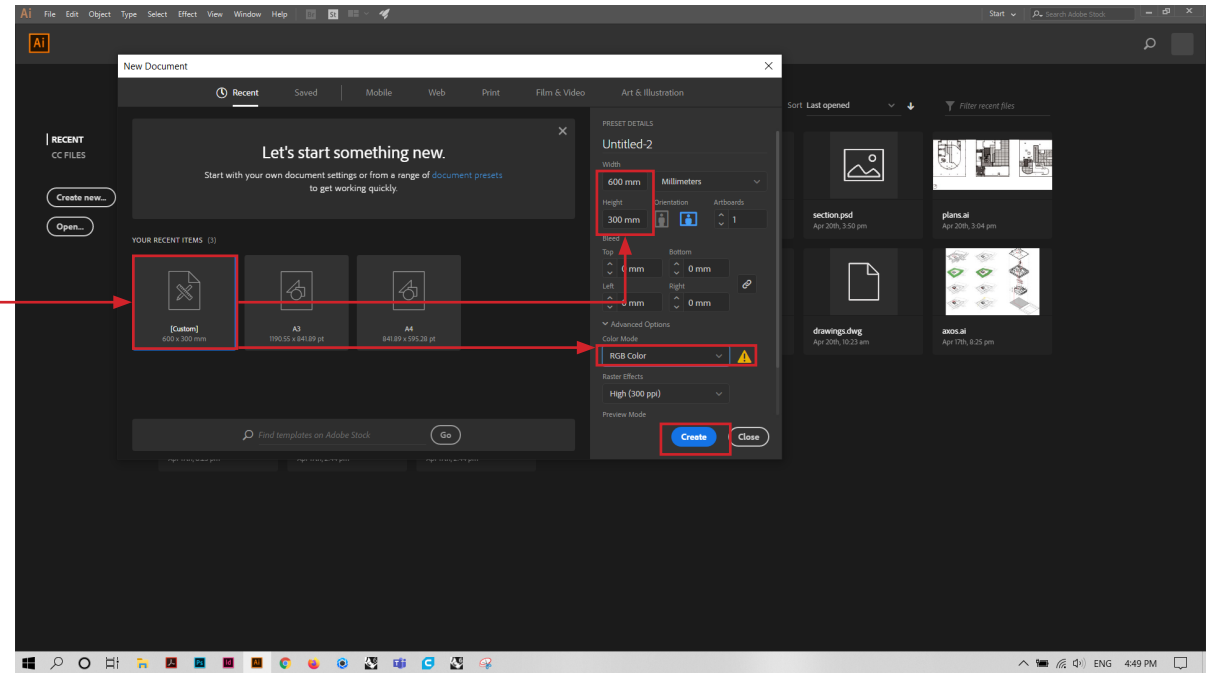 Ai File Edit Object Type Select Effect View Window Help Br St Start Search Adobe Stock
Ai
New Document
Recent Saved Mobile Web Print Film & Video Art & Illustration
Sort Last opened Filter recent files
PRESET DETAILS
RECENT
CC FILES
Let's start something new.
Start with your own document settings or from a range of document presets
to get working quickly.
Untitled-2
Width
600 mm Millimeters
Height Orientation Artboards
300 mm 1
Create new...
Open...
section.psd
Apr 20th, 3:50 pm
plans.ai
Apr 20th, 3:04 pm
YOUR RECENT ITEMS (3)
Bleed
Top Bottom
0 mm 0 mm
Left Right
0 mm 0 mm
[Custom]
600 x 300 mm
A3
1190.55 x 841.89 pt
A4
841.89 x 595.28 pt
Advanced Options
Color Mode
RGB Color
drawings.dwg
Apr 20th, 10:23 am
axos.ai
Apr 17th, 8:25 pm
Raster Effects
High (300 ppi)
Preview Mode
Find templates on Adobe Stock Go
Create Close
Ps Id Ai ENG 4:49 PM